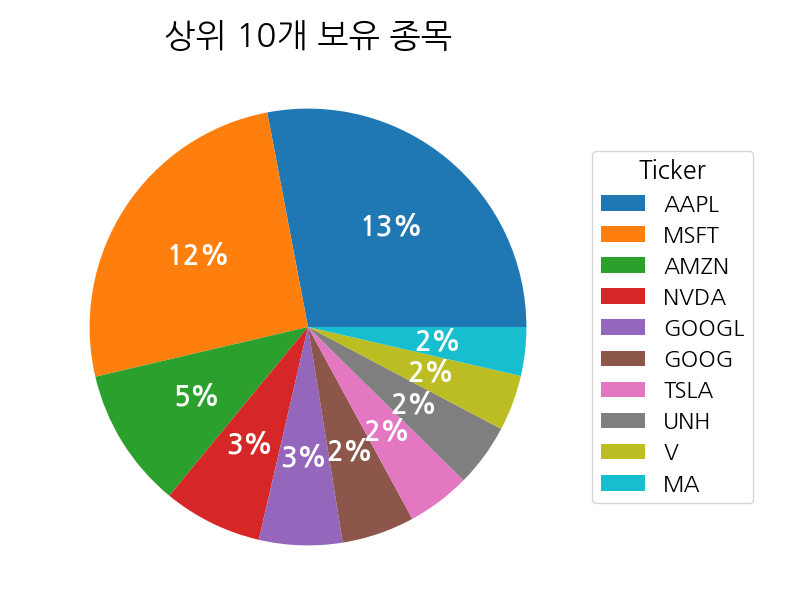 상위 10개 보유 종목
13%
12%
5%
3%
3%
2%
2%
2%
2%
2%
Ticker
AAPL
MSFT
AMZN
NVDA
GOOGL
GOOG
TSLA
UNH
V
MA